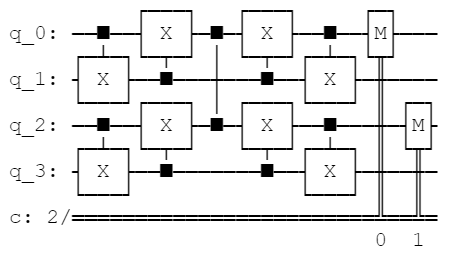 q_0: X X M
q_1: X X
q_2: X X M
q_3: X X
c: 2/
0 1